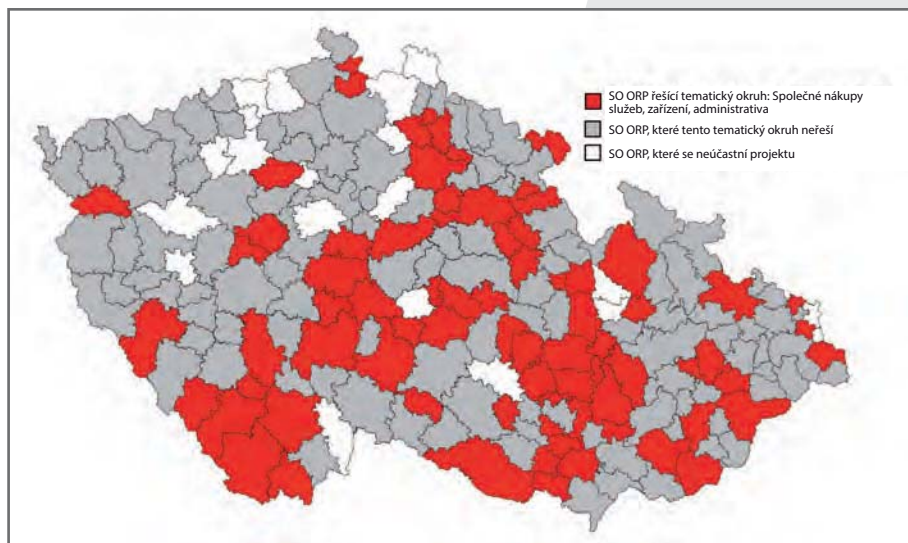 SO ORP řešící tematický okruh: Společné nákupy
služeb, zařízení, administrativa
SO ORP, které tento tematický okruh neřeší
SO ORP, které se neúčastní projektu